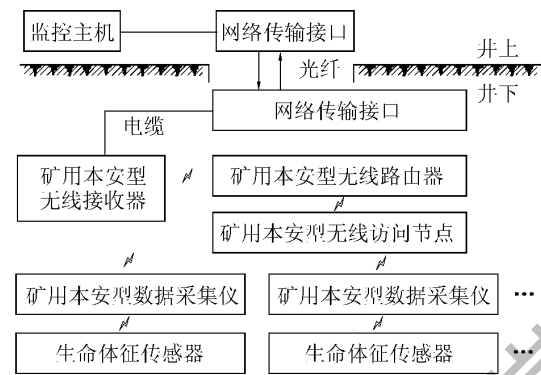 监控主机
网络传输接口
光纤
井上
井下
网络传输接口
电缆
矿用本安型
无线接收器
矿用本安型无线路由器
矿用本安型无线访问节点
矿用本安型数据采集仪
矿用本安型数据采集仪
…
生命体征传感器
生命体征传感器
…